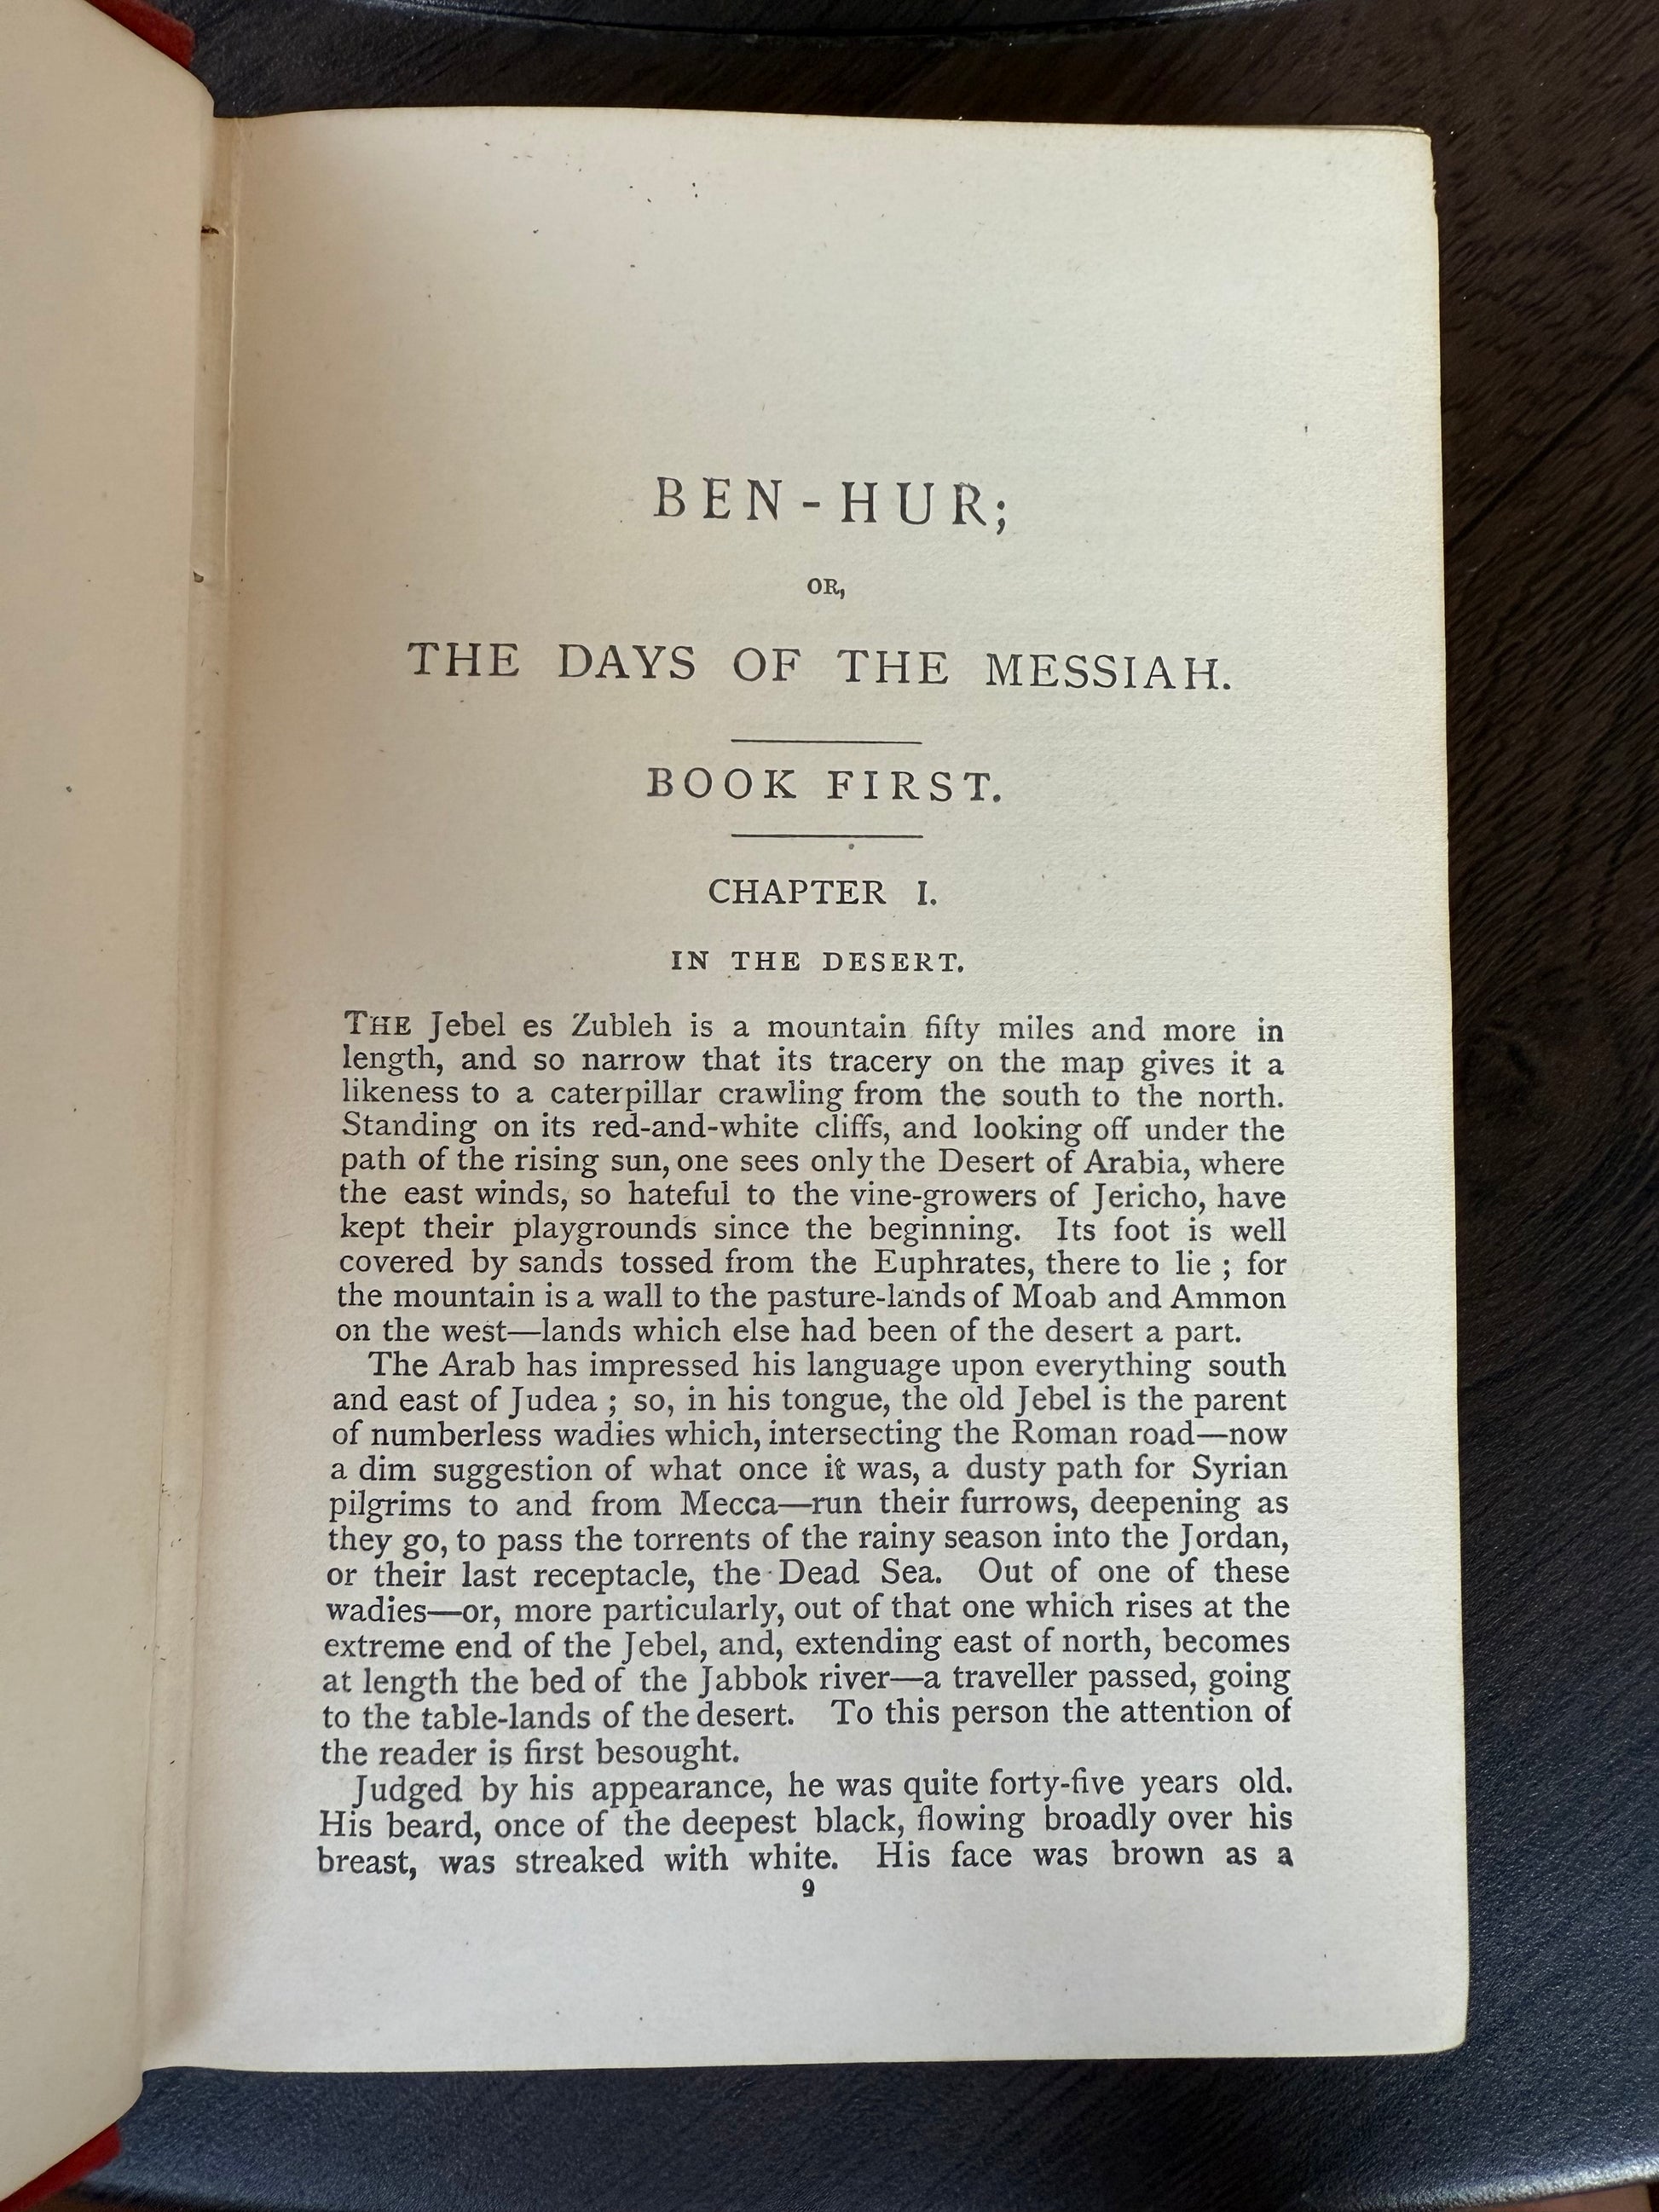 BEN-HUR;
OR,
THE DAYS OF THE MESSIAH.
BOOK FIRST.
CHAPTER I.
IN THE DESERT.
THE Jebel es Zubleh is a mountain fifty miles and more in
length, and so narrow that its tracery on the map gives it a
likeness to a caterpillar crawling from the south to the north.
Standing on its red-and-white cliffs, and looking off under the
path of the rising sun, one sees only the Desert of Arabia, where
the east winds, so hateful to the vine-growers of Jericho, have
kept their playgrounds since the beginning. Its foot is well
covered by sands tossed from the Euphrates, there to lie ; for
the mountain is a wall to the pasture-lands of Moab and Ammon
on the west—lands which else had been of the desert a part.
The Arab has impressed his language upon everything south
and east of Judea ; so, in his tongue, the old Jebel is the parent
of numberless wadies which, intersecting the Roman road—now
a dim suggestion of what once it was, a dusty path for Syrian
pilgrims to and from Mecca—run their furrows, deepening as
they go, to pass the torrents of the rainy season into the Jordan,
or their last receptacle, the Dead Sea. Out of one of these
wadies—or, more particularly, out of that one which rises at the
extreme end of the Jebel, and, extending east of north, becomes
at length the bed of the Jabbok river—a traveller passed, going
to the table-lands of the desert. To this person the attention of
the reader is first besought.
Judged by his appearance, he was quite forty-five years old.
His beard, once of the deepest black, flowing broadly over his
breast, was streaked with white. His face was brown as a
9